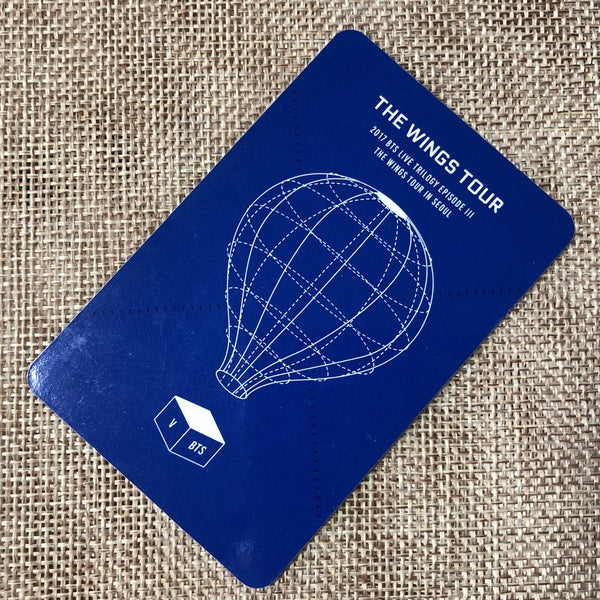 THE WINGS TOUR
2017 BTS LIVE TRILOGY EPISODE III
THE WINGS TOUR IN SEOUL
V
BTS